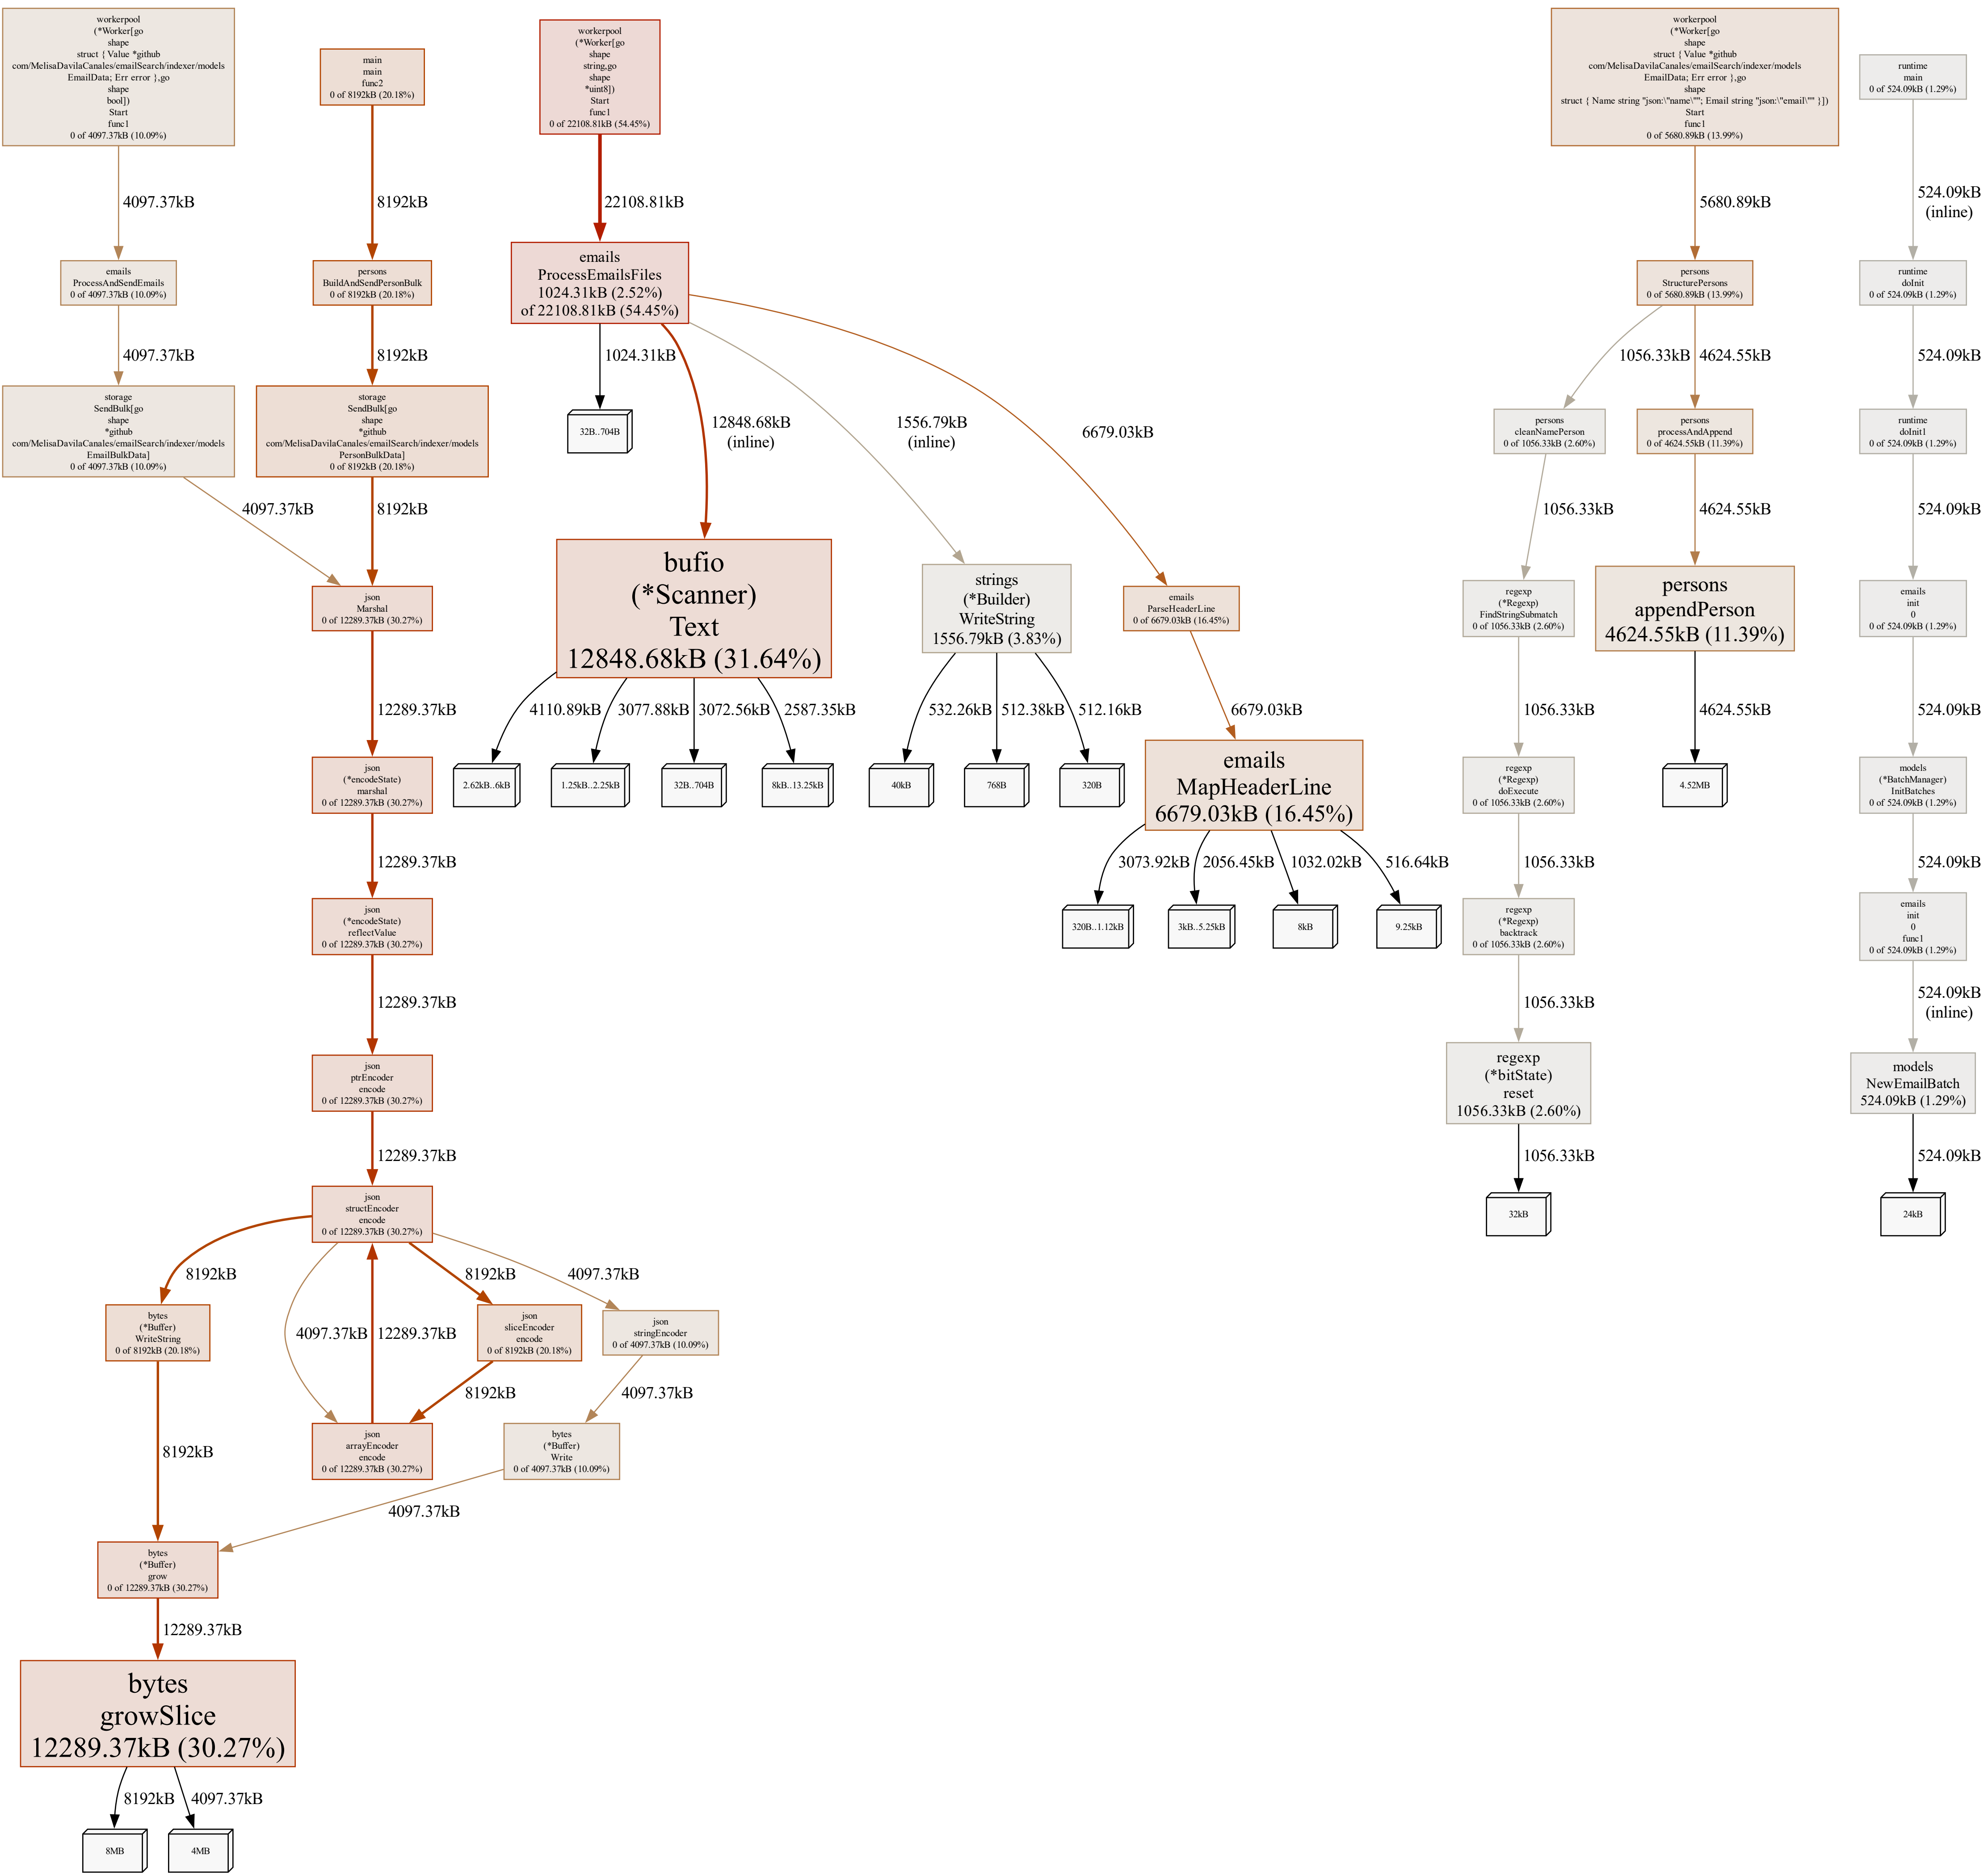 workerpool
(*Worker[go
shape
struct { Value *github
com/MelisaDavilaCanales/emailSearch/indexer/models
EmailData; Err error },go
shape
bool])
Start
func1
0 of 4097.37kB (10.09%)
main
main
func2
0 of 8192kB (20.18%)
workerpool
(*Worker[go
shape
string,go
shape
*uint8])
Start
func1
0 of 22108.81kB (54.45%)
workerpool
(*Worker[go
shape
struct { Value *github
com/MelisaDavilaCanales/emailSearch/indexer/models
EmailData; Err error },go
shape
struct { Name string "json:\"name\""; Email string "json:\"email\"" }])
Start
func1
0 of 5680.89kB (13.99%)
runtime
main
0 of 524.09kB (1.29%)
4097.37kB
8192kB
22108.81kB
5680.89kB
524.09kB
(inline)
emails
ProcessAndSendEmails
0 of 4097.37kB (10.09%)
persons
BuildAndSendPersonBulk
0 of 8192kB (20.18%)
emails
ProcessEmailsFiles
1024.31kB (2.52%)
of 22108.81kB (54.45%)
persons
StructurePersons
0 of 5680.89kB (13.99%)
runtime
doInit
0 of 524.09kB (1.29%)
4097.37kB
8192kB
1024.31kB
1056.33kB
4624.55kB
524.09kB
storage
SendBulk[go
shape
*github
com/MelisaDavilaCanales/emailSearch/indexer/models
EmailBulkData]
0 of 4097.37kB (10.09%)
storage
SendBulk[go
shape
*github
com/MelisaDavilaCanales/emailSearch/indexer/models
PersonBulkData]
0 of 8192kB (20.18%)
32B..704B
12848.68kB
(inline)
1556.79kB
(inline)
6679.03kB
persons
cleanNamePerson
0 of 1056.33kB (2.60%)
persons
processAndAppend
0 of 4624.55kB (11.39%)
runtime
doInit1
0 of 524.09kB (1.29%)
4097.37kB
8192kB
1056.33kB
4624.55kB
524.09kB
json
Marshal
0 of 12289.37kB (30.27%)
bufio
(*Scanner)
Text
12848.68kB (31.64%)
strings
(*Builder)
WriteString
1556.79kB (3.83%)
emails
ParseHeaderLine
0 of 6679.03kB (16.45%)
regexp
(*Regexp)
FindStringSubmatch
0 of 1056.33kB (2.60%)
persons
appendPerson
4624.55kB (11.39%)
emails
init
0
0 of 524.09kB (1.29%)
12289.37kB
4110.89kB
3077.88kB
3072.56kB
2587.35kB
532.26kB
512.38kB
512.16kB
6679.03kB
1056.33kB
4624.55kB
524.09kB
json
(*encodeState)
marshal
0 of 12289.37kB (30.27%)
2.62kB..6kB
1.25kB..2.25kB
32B..704B
8kB..13.25kB
40kB
768B
320B
emails
MapHeaderLine
6679.03kB (16.45%)
regexp
(*Regexp)
doExecute
0 of 1056.33kB (2.60%)
4.52MB
models
(*BatchManager)
InitBatches
0 of 524.09kB (1.29%)
12289.37kB
3073.92kB
2056.45kB
1032.02kB
516.64kB
1056.33kB
524.09kB
json
(*encodeState)
reflectValue
0 of 12289.37kB (30.27%)
320B..1.12kB
3kB..5.25kB
8kB
9.25kB
regexp
(*Regexp)
backtrack
0 of 1056.33kB (2.60%)
emails
init
0
func1
0 of 524.09kB (1.29%)
12289.37kB
1056.33kB
524.09kB
(inline)
json
ptrEncoder
encode
0 of 12289.37kB (30.27%)
regexp
(*bitState)
reset
1056.33kB (2.60%)
models
NewEmailBatch
524.09kB (1.29%)
12289.37kB
1056.33kB
524.09kB
json
structEncoder
encode
0 of 12289.37kB (30.27%)
32kB
24kB
8192kB
8192kB
4097.37kB
bytes
(*Buffer)
WriteString
0 of 8192kB (20.18%)
4097.37kB
12289.37kB
json
sliceEncoder
encode
0 of 8192kB (20.18%)
json
stringEncoder
0 of 4097.37kB (10.09%)
8192kB
4097.37kB
8192kB
json
arrayEncoder
encode
0 of 12289.37kB (30.27%)
bytes
(*Buffer)
Write
0 of 4097.37kB (10.09%)
4097.37kB
bytes
(*Buffer)
grow
0 of 12289.37kB (30.27%)
12289.37kB
bytes
growSlice
12289.37kB (30.27%)
8192kB
4097.37kB
8MB
4MB